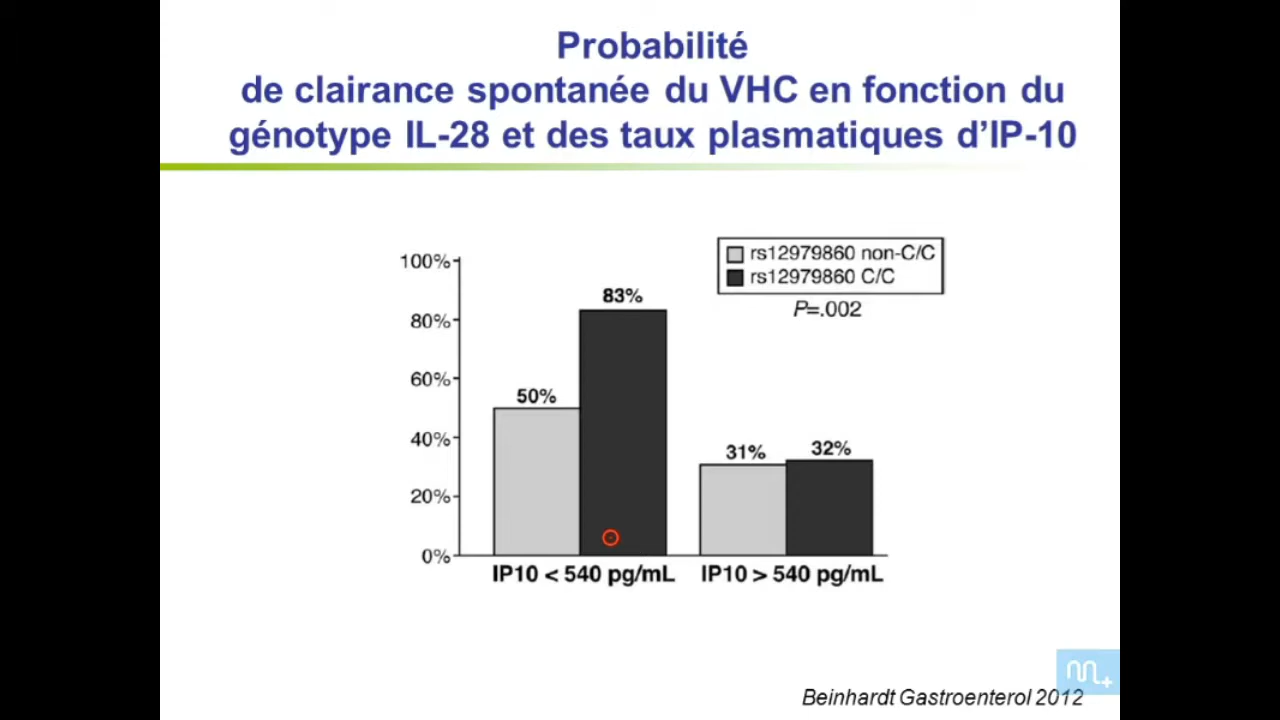 Probabilité
de clairance spontanée du VHC en fonction du
génotype IL-28 et des taux plasmatiques d’IP-10
rs12979860 non-C/C
rs12979860 C/C
P=.002
100%
80%
60%
40%
20%
0%
50%
83%
31%
32%
IP10 < 540 pg/mL
IP10 > 540 pg/mL
Beinhardt Gastroenterol 2012